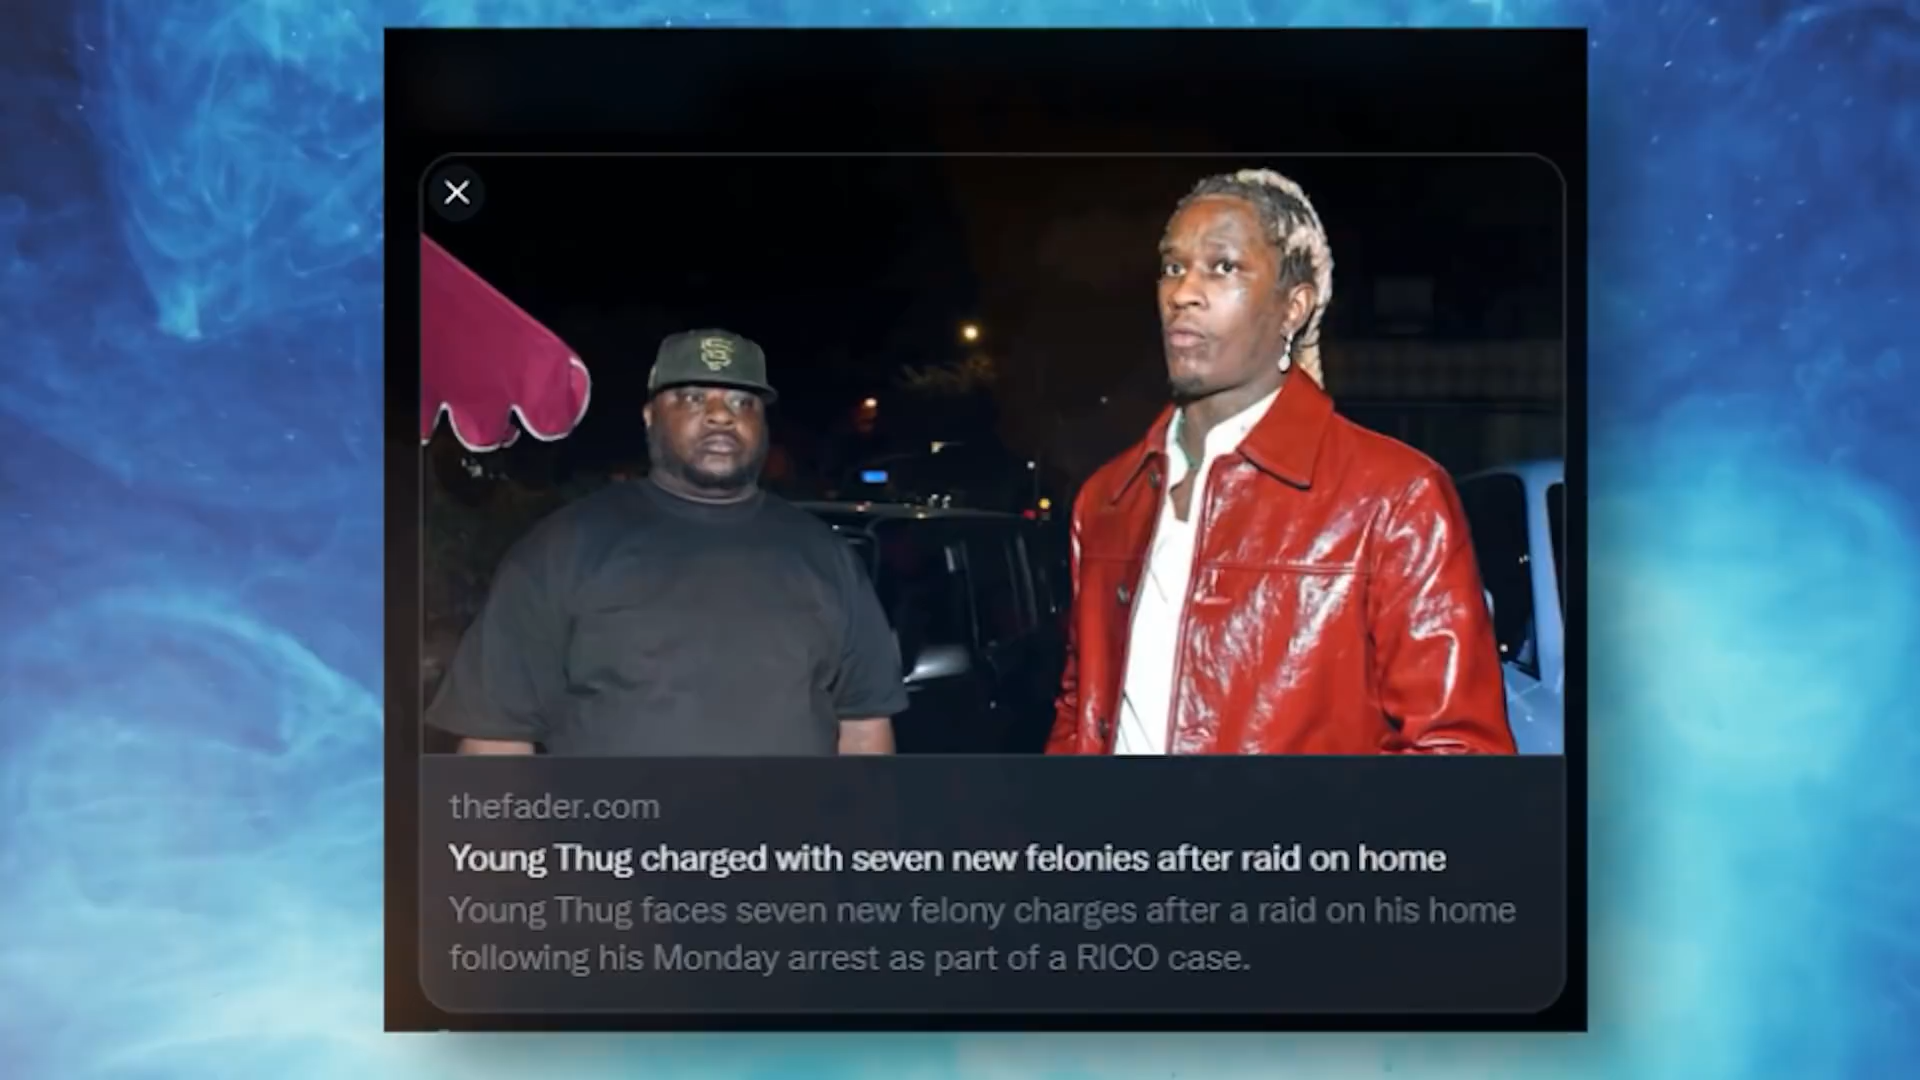 SF
thefader.com
Young Thug charged with seven new felonies after raid on home
Young Thug faces seven new felony charges after a raid on his home
following his Monday arrest as part of a RICO case.